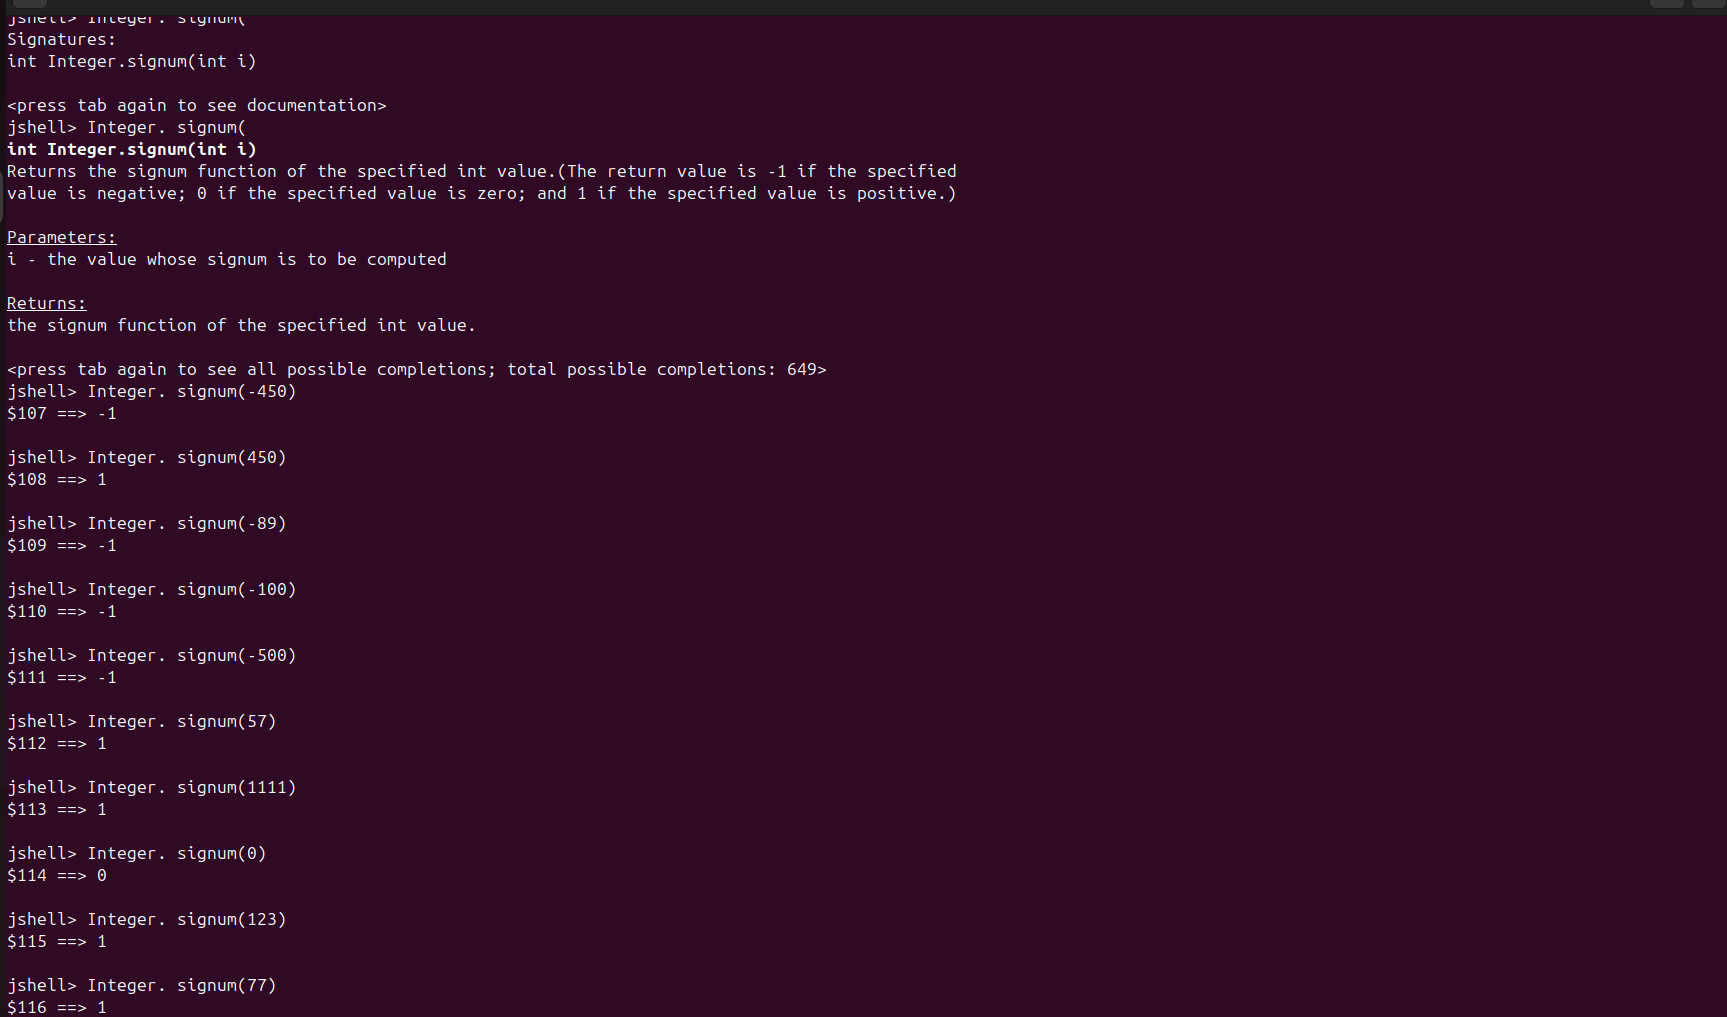 jshell> Integer. signum(
Signatures:
int Integer.signum(int i)
<press tab again to see documentation>
jshell> Integer. signum(
int Integer.signum(int i)
Returns the signum function of the specified int value.(The return value is -1 if the specified
value is negative; 0 if the specified value is zero; and 1 if the specified value is positive.)
Parameters:
i - the value whose signum is to be computed
Returns:
the signum function of the specified int value.
<press tab again to see all possible completions; total possible completions: 649>
jshell> Integer. signum(-450)
$107 ==> -1
jshell> Integer. signum(450)
$108 ==> 1
jshell> Integer. signum(-89)
$109 ==> -1
jshell> Integer. signum(-100)
$110 ==> -1
jshell> Integer. signum(-500)
$111 ==> -1
jshell> Integer. signum(57)
$112 ==> 1
jshell> Integer. signum(1111)
$113 ==> 1
jshell> Integer. signum(0)
$114 ==> 0
jshell> Integer. signum(123)
$115 ==> 1
jshell> Integer. signum(77)
$116 ==> 1